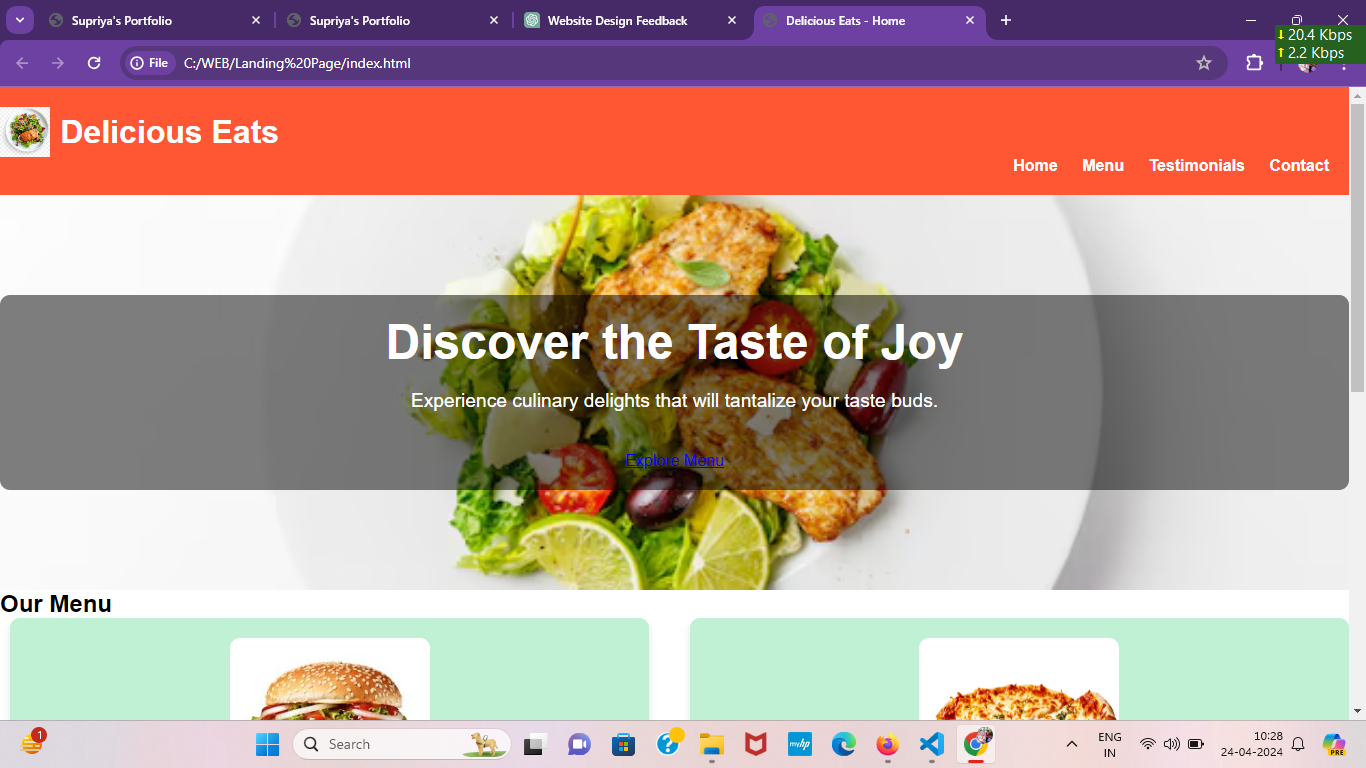 Supriya's Portfolio
Supriya's Portfolio
Website Design Feedback
Delicious Eats - Home
20.4 Kbps
2.2 Kbps
File
C:/WEB/Landing%20Page/index.html
Delicious Eats
Home Menu Testimonials Contact
Discover the Taste of Joy
Experience culinary delights that will tantalize your taste buds.
Explore Menu
Our Menu
1
Search
myhp
ENG
IN
10:28
24-04-2024
PRE